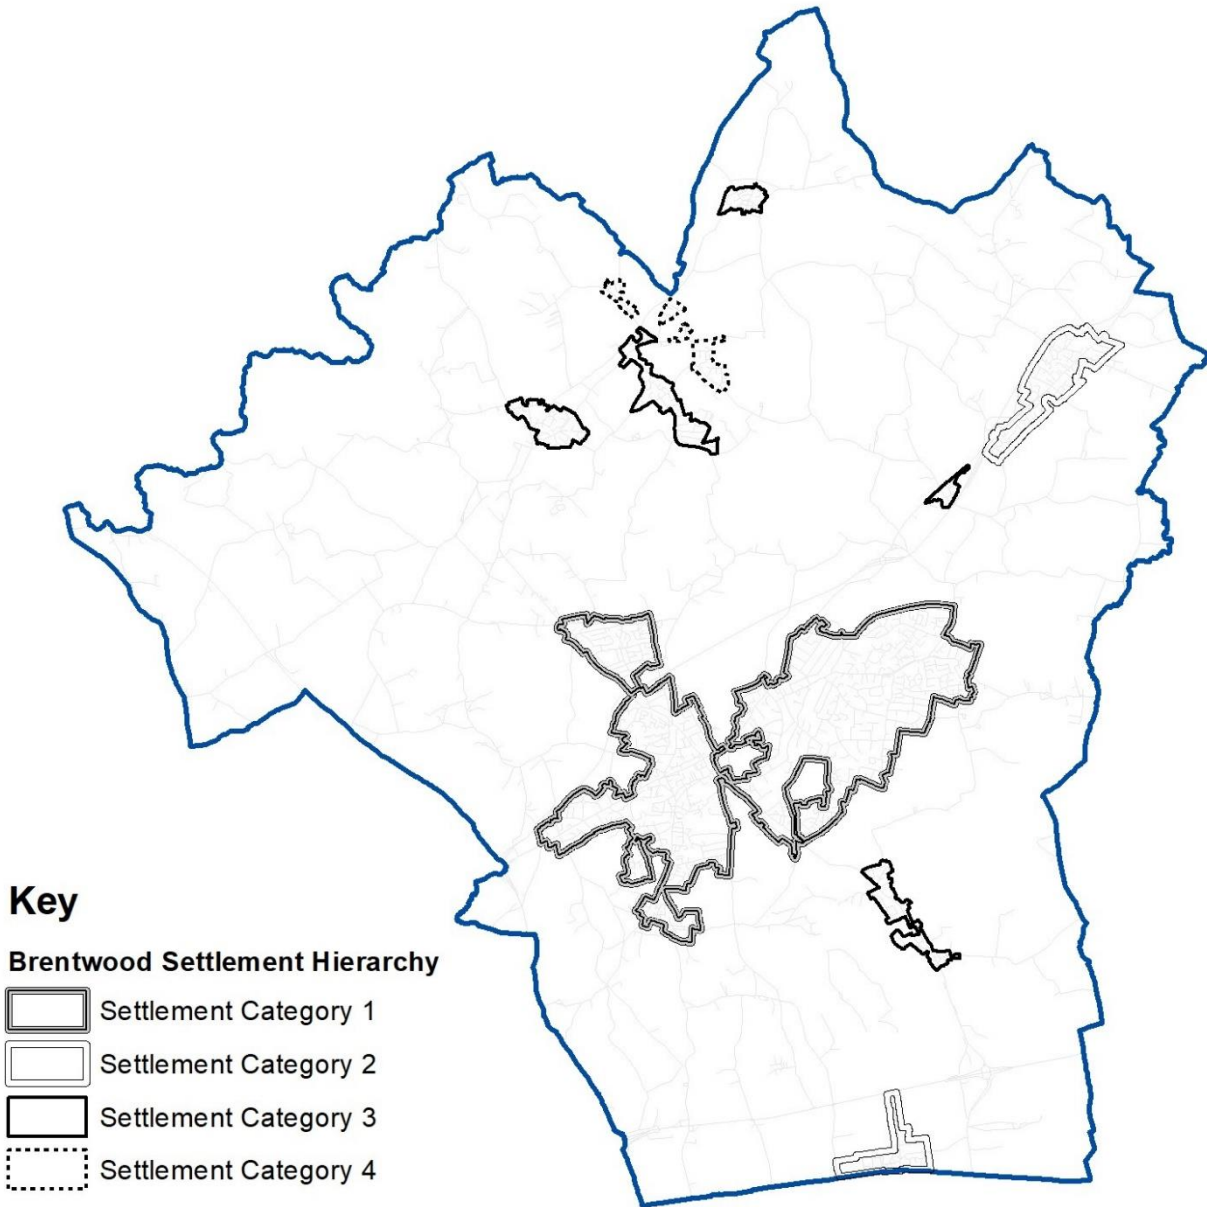 Key
Brentwood Settlement Hierarchy
Settlement Category 1
Settlement Category 2
Settlement Category 3
Settlement Category 4